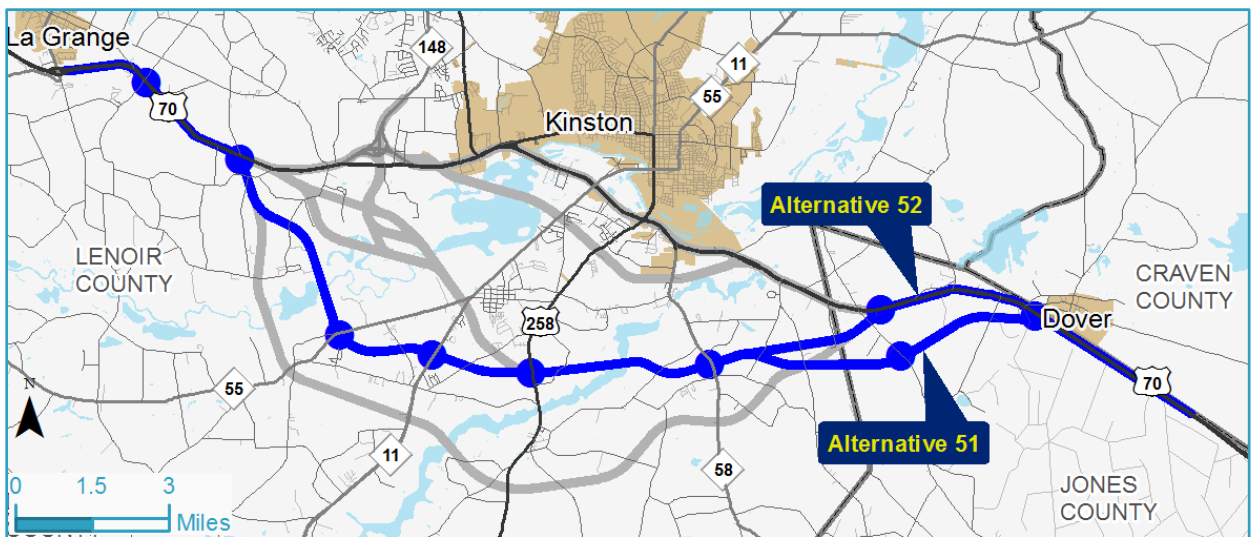 La Grange
148
11
70
55
Kinston
Alternative 52
LENOIR
COUNTY
CRAVEN
COUNTY
Dover
258
70
N
55
Alternative 51
11
58
0 1.5 3
Miles
JONES
COUNTY